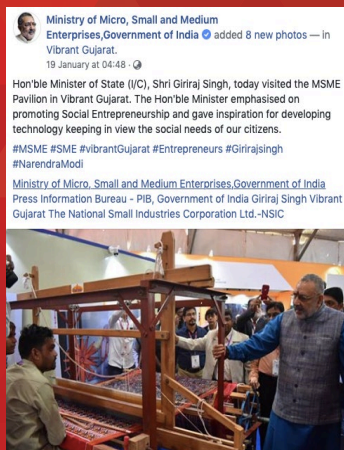 Ministry of Micro, Small and Medium
Enterprises,Government of India added 8 new photos — in
Vibrant Gujarat.
19 January at 04:48 ·
Hon'ble Minister of State (I/C), Shri Giriraj Singh, today visited the MSME
Pavilion in Vibrant Gujarat. The Hon'ble Minister emphasised on
promoting Social Entrepreneurship and gave inspiration for developing
technology keeping in view the social needs of our citizens.
#MSME #SME #vibrantGujarat #Entrepreneurs #Girirajsingh
#NarendraModi
Ministry of Micro, Small and Medium Enterprises,Government of India
Press Information Bureau - PIB, Government of India Giriraj Singh Vibrant
Gujarat The National Small Industries Corporation Ltd.-NSIC